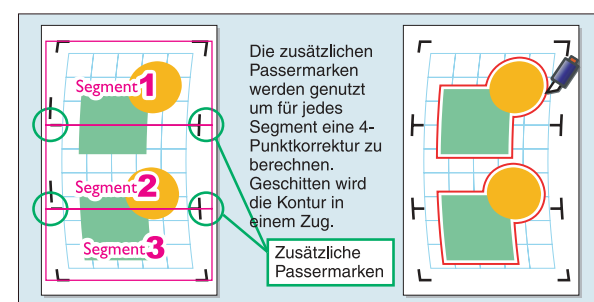 Segment 1
Segment 2
Segment 3
Die zusätzlichen
Passermarken
werden genutzt
um für jedes
Segment eine 4-
Punktkorrektur zu
berechnen.
Geschitten wird
die Kontur in
einem Zug.
Zusätzliche
Passermarken